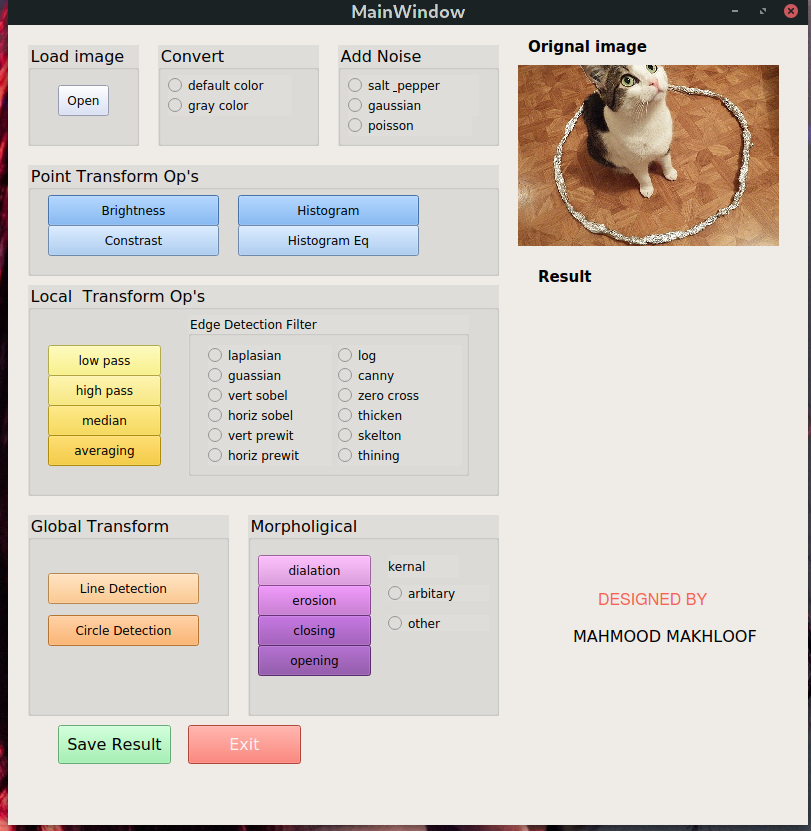 MainWindow
Load image
Open
Convert
default color
gray color
Add Noise
salt _pepper
gaussian
poisson
Orignal image
Point Transform Op's
Brightness
Constrast
Histogram
Histogram Eq
Result
Local  Transform Op's
low pass
high pass
median
averaging
Edge Detection Filter
laplasian
guassian
vert sobel
horiz sobel
vert prewit
horiz prewit
log
canny
zero cross
thicken
skelton
thining
Global Transform
Line Detection
Circle Detection
Morpholigical
dialation
erosion
closing
opening
kernal
arbitary
other
DESIGNED BY
MAHMOOD MAKHLOOF
Save Result
Exit